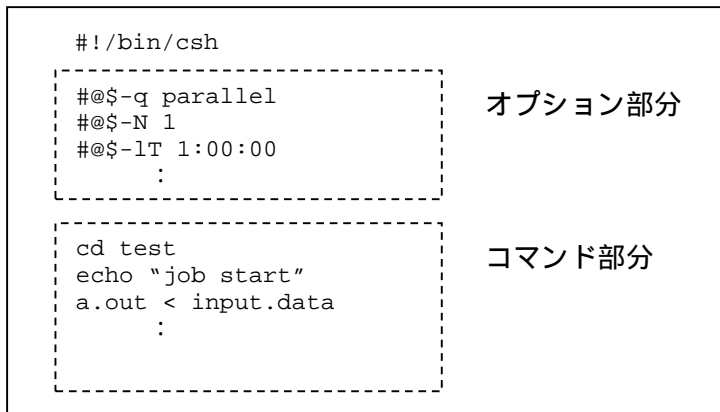 #!/bin/csh
#@$-q parallel
#@$-N 1
#@$-lT 1:00:00
:
オプション部分
cd test
echo “job start”
a.out < input.data
:
コマンド部分